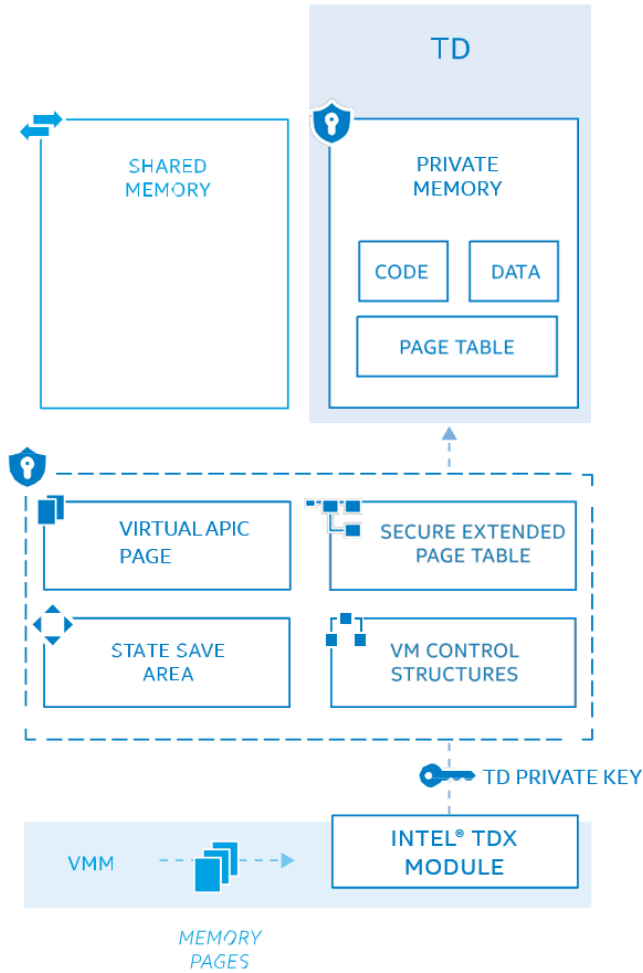 TD
SHARED
MEMORY
PRIVATE
MEMORY
CODE
DATA
PAGE TABLE
VIRTUAL APIC
PAGE
SECURE EXTENDED
PAGE TABLE
STATE SAVE
AREA
VM CONTROL
STRUCTURES
TD PRIVATE KEY
VMM
INTEL® TDX
MODULE
MEMORY
PAGES